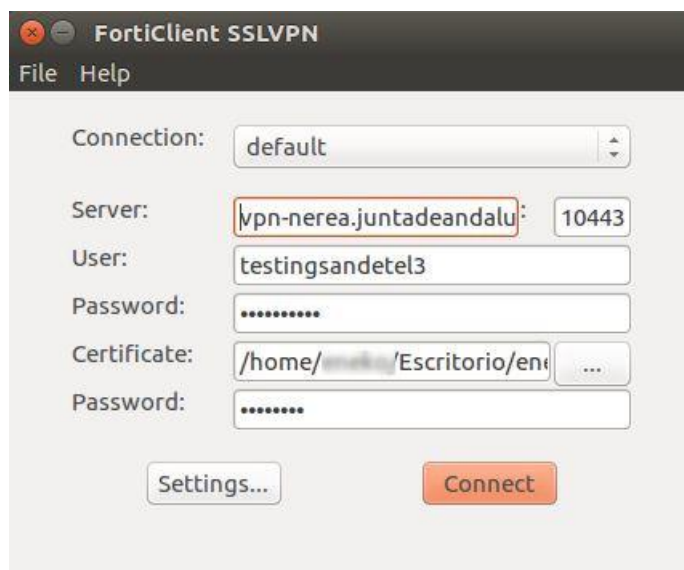 FortiClient SSLVPN
File Help
Connection: default
Server: vpn-nerea.juntadeandalu : 10443
User: testingsandetel3
Password: ••••••••••
Certificate: /home/ /Escritorio/ene ...
Password: ••••••••
Settings... Connect